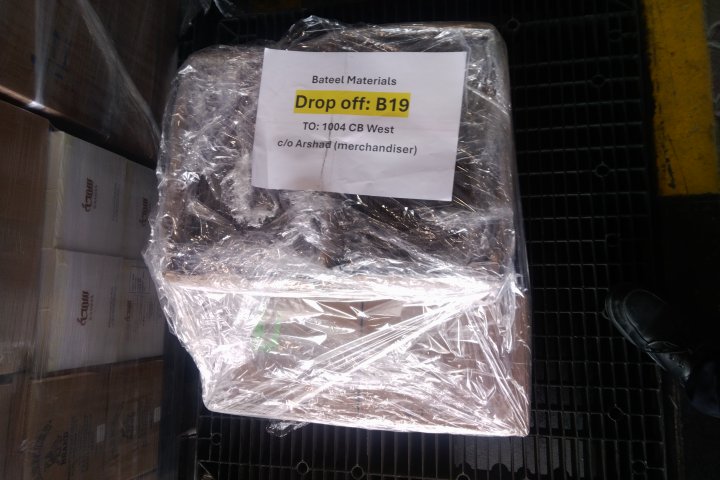 Bateel Materials
Drop off: B19
TO: 1004 CB West
c/o Arshad (merchandiser)